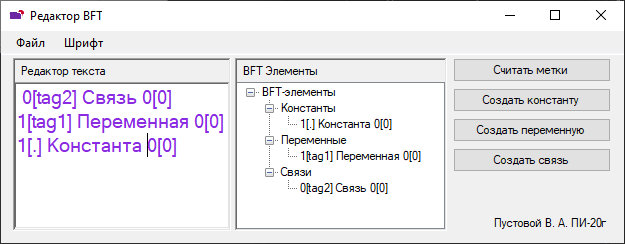 Редактор BFT
Файл Шрифт
Редактор текста
0[tag2] Связь 0[0]
1[tag1] Переменная 0[0]
1[.] Константа 0[0]
BFT Элементы
BFT-элементы
Константы
1[.] Константа 0[0]
Переменные
1[tag1] Переменная 0[0]
Связи
0[tag2] Связь 0[0]
Считать метки
Создать константу
Создать переменную
Создать связь
Пустовой В. А. ПИ-20г